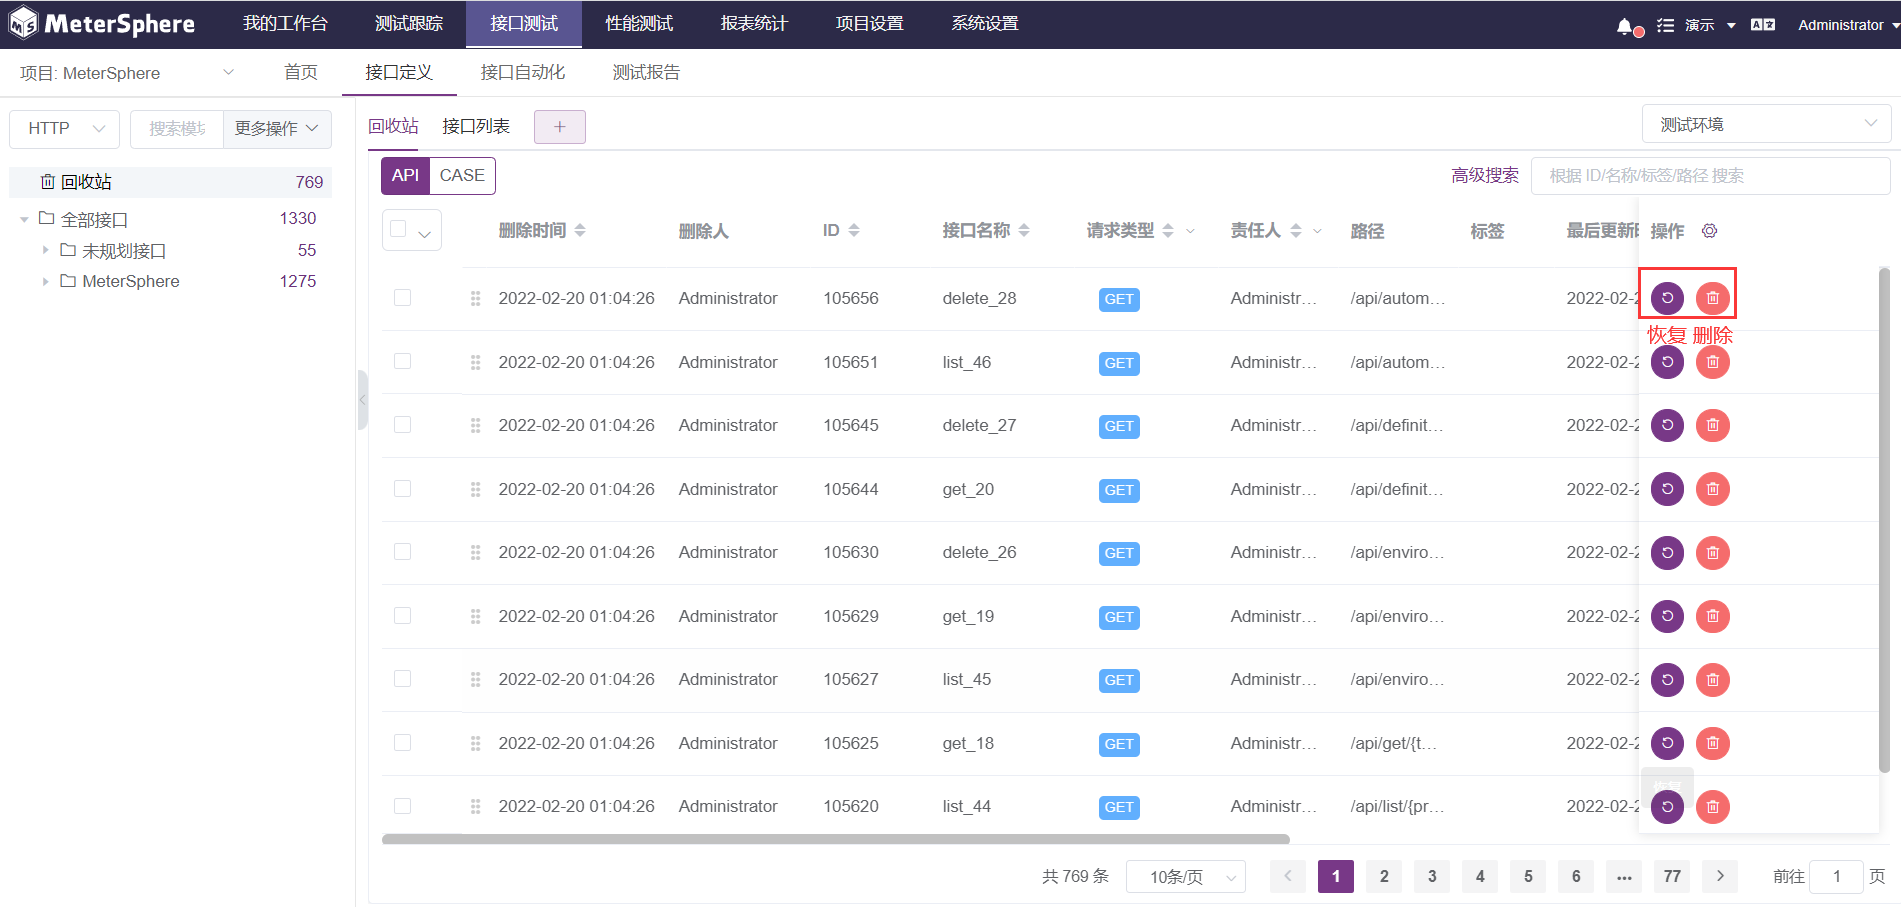 MeterSphere 我的工作台 测试跟踪 接口测试 性能测试 报表统计 项目设置 系统设置 演示 Administrator
项目: MeterSphere 首页 接口定义 接口自动化 测试报告
HTTP 搜索模块 更多操作 回收站 接口列表 + 测试环境
API CASE 高级搜索 根据 ID/名称/标签/路径 搜索
回收站 769
全部接口 1330
未规划接口 55
MeterSphere 1275
删除时间 删除人 ID 接口名称 请求类型 责任人 路径 标签 最后更新时 操作
2022-02-20 01:04:26 Administrator 105656 delete_28 GET Administr... /api/autom... 2022-02-2
恢复 删除
2022-02-20 01:04:26 Administrator 105651 list_46 GET Administr... /api/autom... 2022-02-2
2022-02-20 01:04:26 Administrator 105645 delete_27 GET Administr... /api/definit... 2022-02-2
2022-02-20 01:04:26 Administrator 105644 get_20 GET Administr... /api/definit... 2022-02-2
2022-02-20 01:04:26 Administrator 105630 delete_26 GET Administr... /api/enviro... 2022-02-2
2022-02-20 01:04:26 Administrator 105629 get_19 GET Administr... /api/enviro... 2022-02-2
2022-02-20 01:04:26 Administrator 105627 list_45 GET Administr... /api/enviro... 2022-02-2
2022-02-20 01:04:26 Administrator 105625 get_18 GET Administr... /api/get/{t... 2022-02-2
2022-02-20 01:04:26 Administrator 105620 list_44 GET Administr... /api/list/{pr... 2022-02-2
共 769 条 10条/页 1 2 3 4 5 6 ... 77 前往 1 页